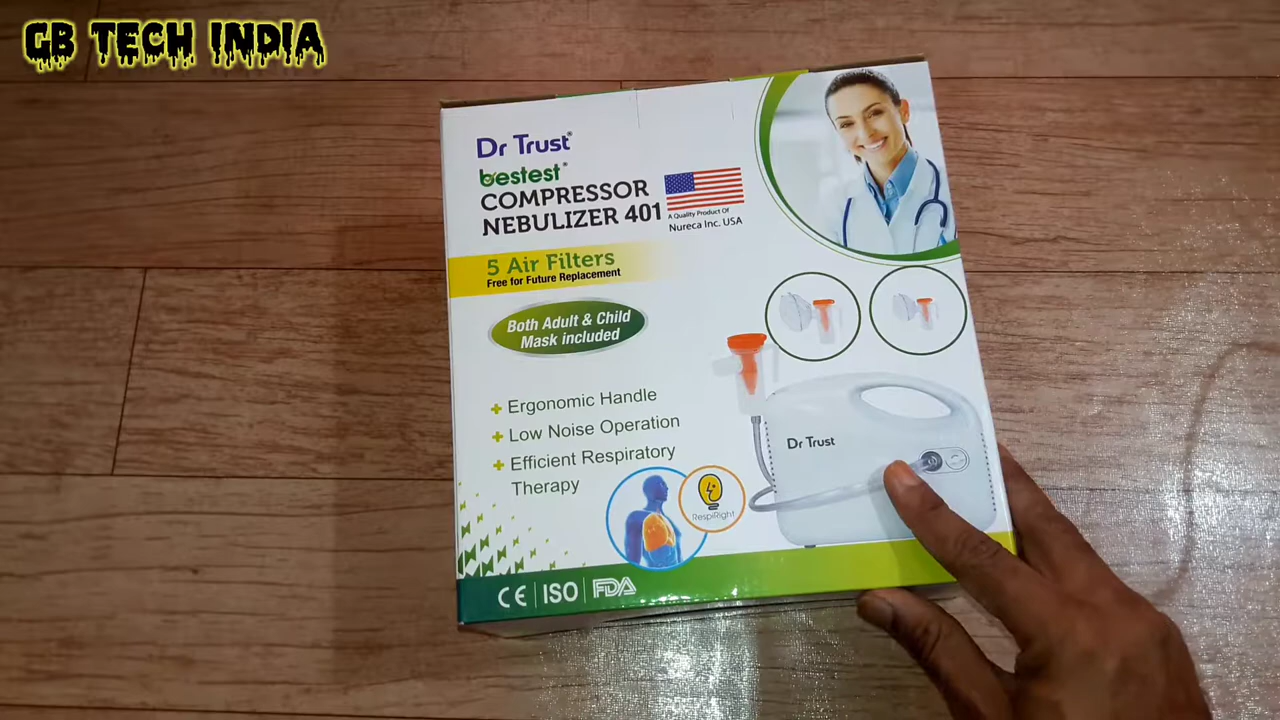 GB TECH INDIA
Dr Trust®
bestest®
COMPRESSOR
NEBULIZER 401
A Quality Product Of
Nureca Inc. USA
5 Air Filters
Free for Future Replacement
Both Adult & Child
Mask included
Ergonomic Handle
Low Noise Operation
Efficient Respiratory
Therapy
Dr Trust
RespiRight
CE | ISO | FDA